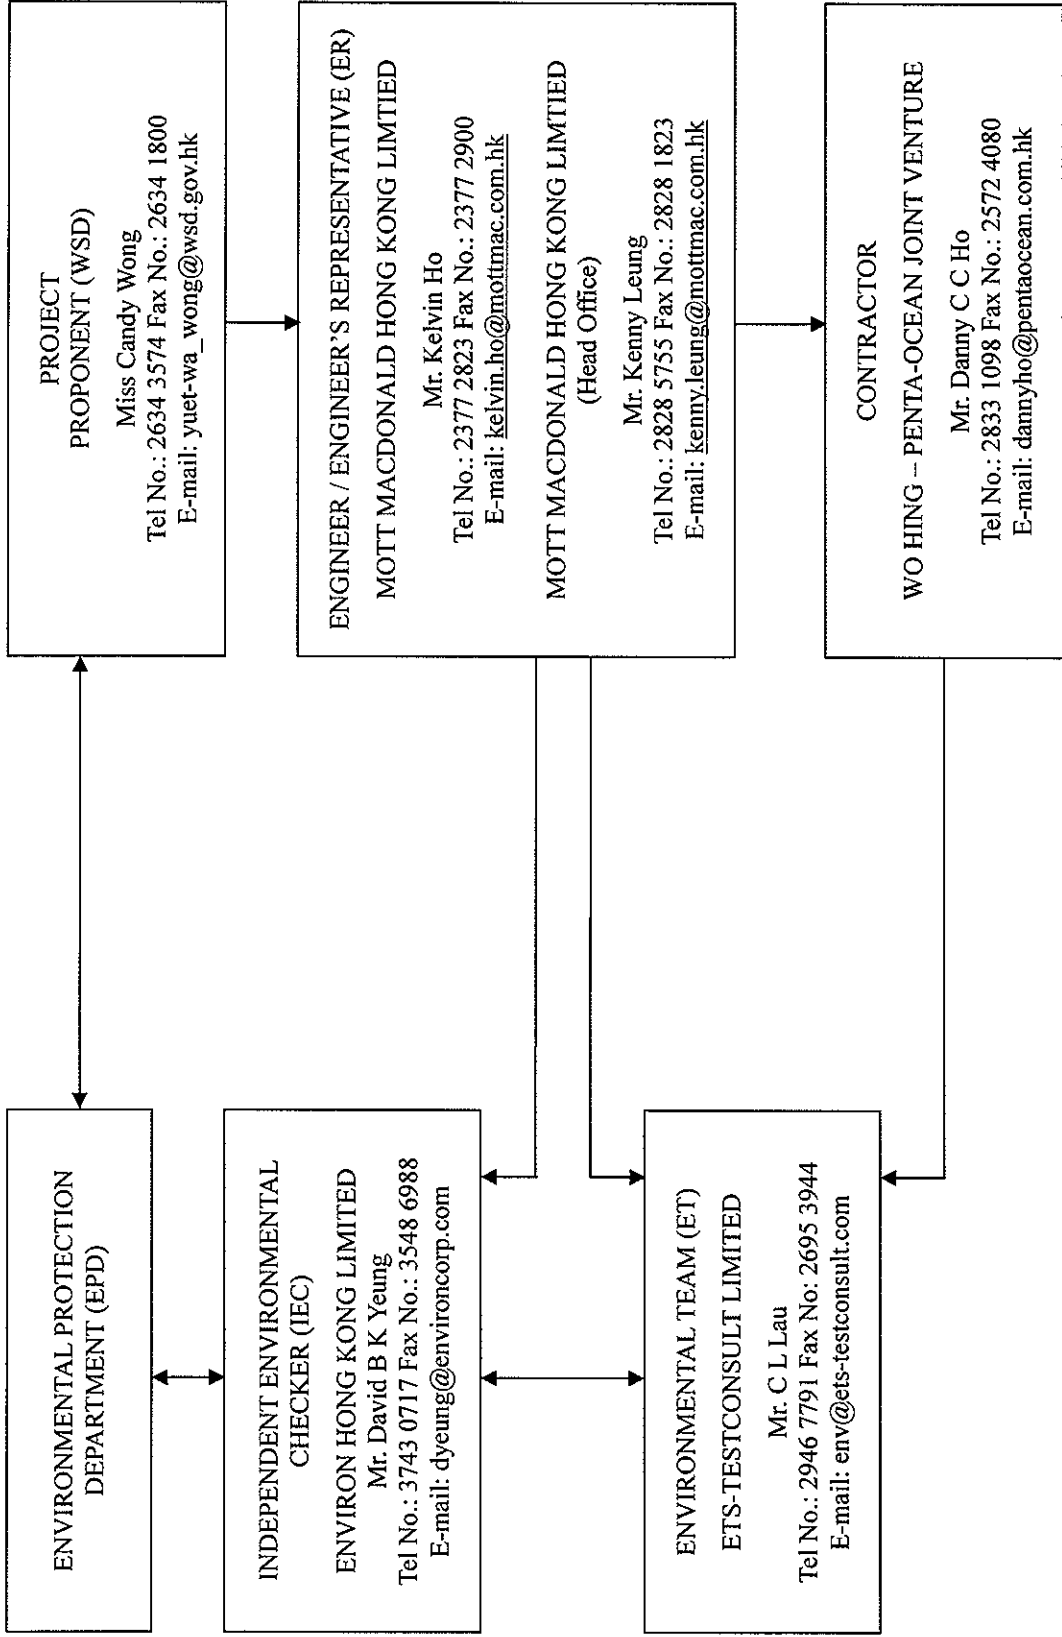 ENVIRONMENTAL PROTECTION
DEPARTMENT (EPD)
PROJECT
PROPONENT (WSD)
Miss Candy Wong
Tel No.: 2634 3574 Fax No.: 2634 1800
E-mail: yuet-wa_wong@wsd.gov.hk
INDEPENDENT ENVIRONMENTAL
CHECKER (IEC)
ENVIRON HONG KONG LIMITED
Mr. David B K Yeung
Tel No.: 3743 0717 Fax No.: 3548 6988
E-mail: dyeung@environcorp.com
ENGINEER / ENGINEER'S REPRESENTATIVE (ER)
MOTT MACDONALD HONG KONG LIMTIED
Mr. Kelvin Ho
Tel No.: 2377 2823 Fax No.: 2377 2900
E-mail: kelvin.ho@mottmac.com.hk
MOTT MACDONALD HONG KONG LIMTIED
(Head Office)
Mr. Kenny Leung
Tel No.: 2828 5755 Fax No.: 2828 1823
E-mail: kenny.leung@mottmac.com.hk
ENVIRONMENTAL TEAM (ET)
ETS-TESTCONSULT LIMITED
Mr. C L Lau
Tel No.: 2946 7791 Fax No: 2695 3944
E-mail: env@ets-testconsult.com
CONTRACTOR
WO HING – PENTA-OCEAN JOINT VENTURE
Mr. Danny C C Ho
Tel No.: 2833 1098 Fax No.: 2572 4080
E-mail: dannyho@pentaocean.com.hk